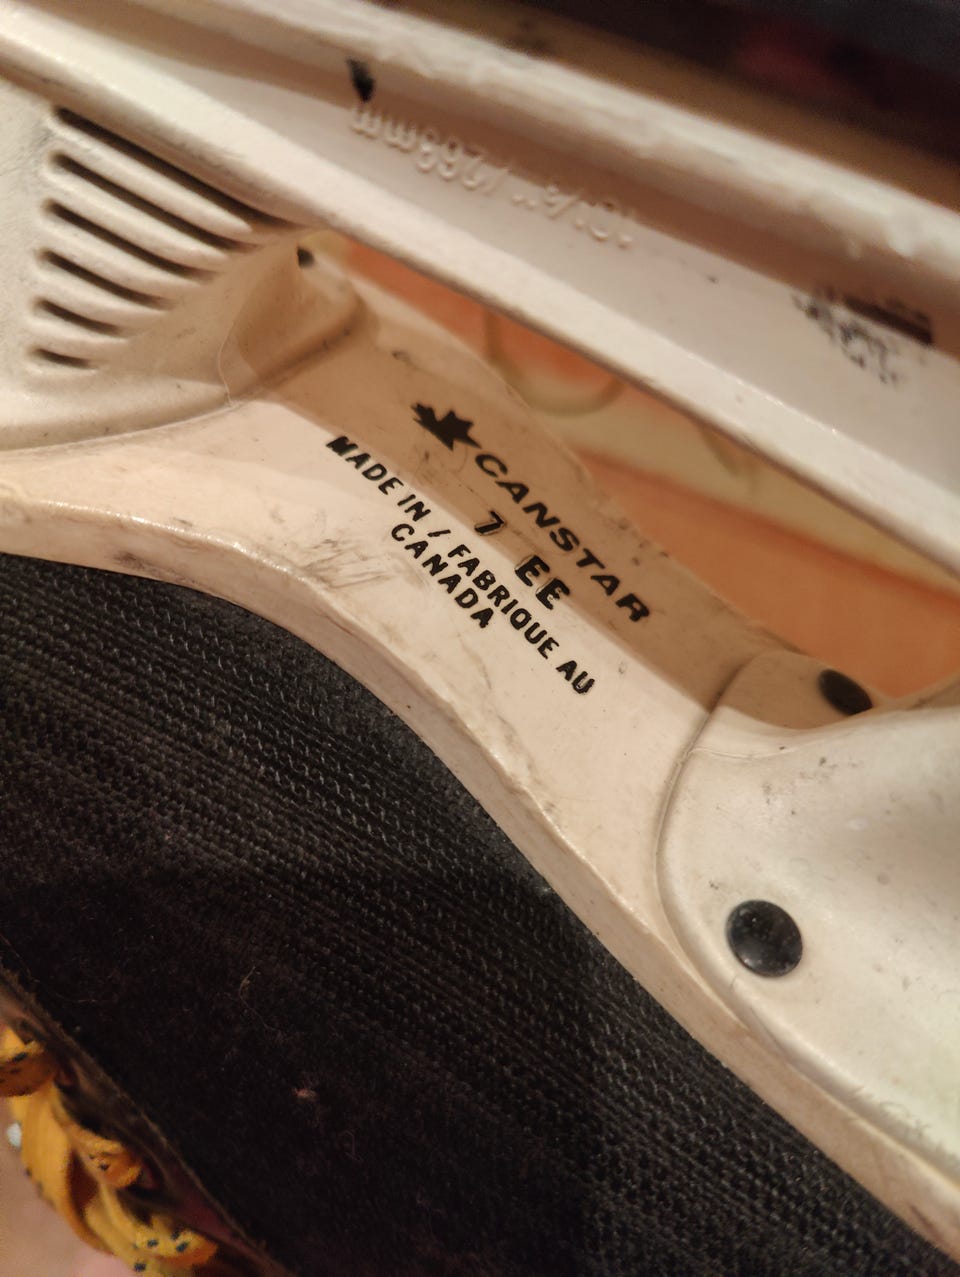 CANSTAR
7 EE
MADE IN / FABRIQUE AU
CANADA